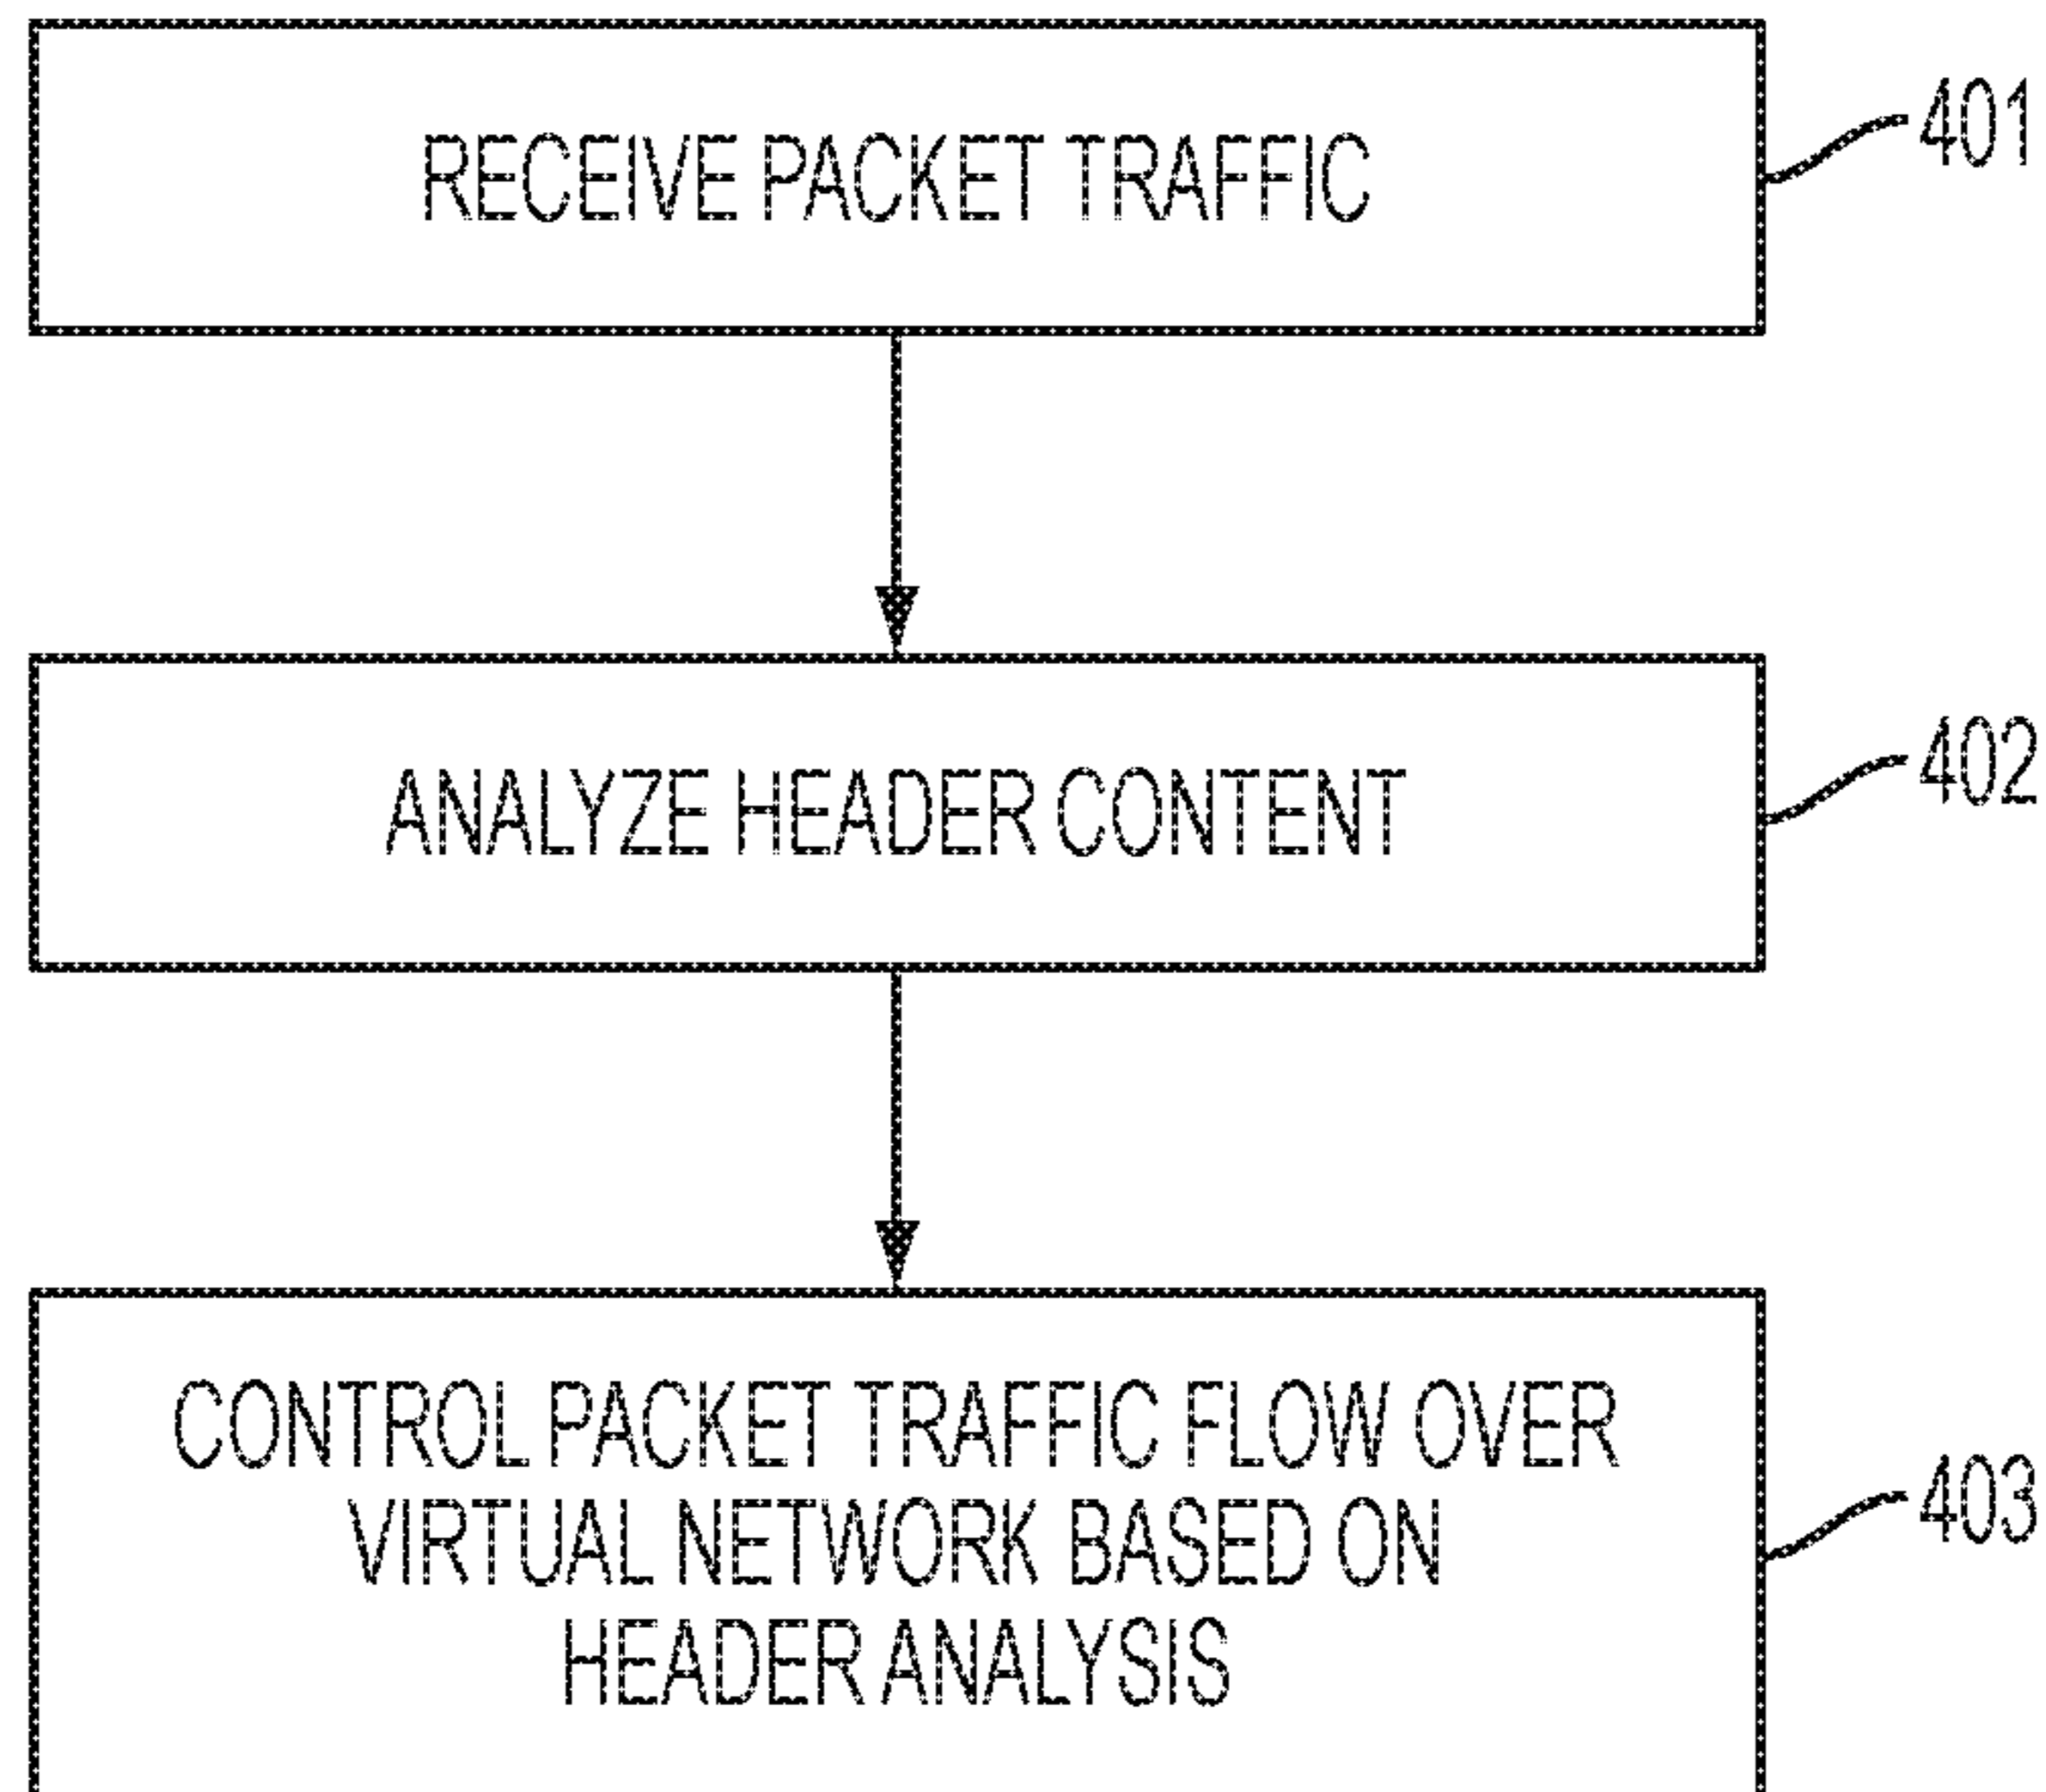 RECEIVE PACKET TRAFFIC
401
ANALYZE HEADER CONTENT
402
CONTROL PACKET TRAFFIC FLOW OVER
VIRTUAL NETWORK BASED ON
HEADER ANALYSIS
403